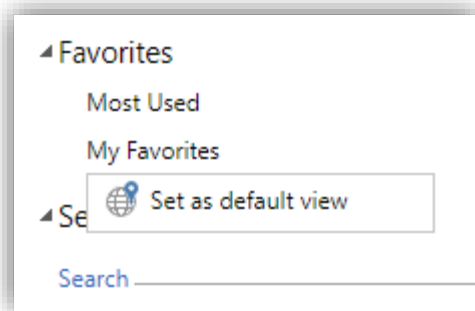 Favorites
Most Used
My Favorites
Set as default view
Se
Search